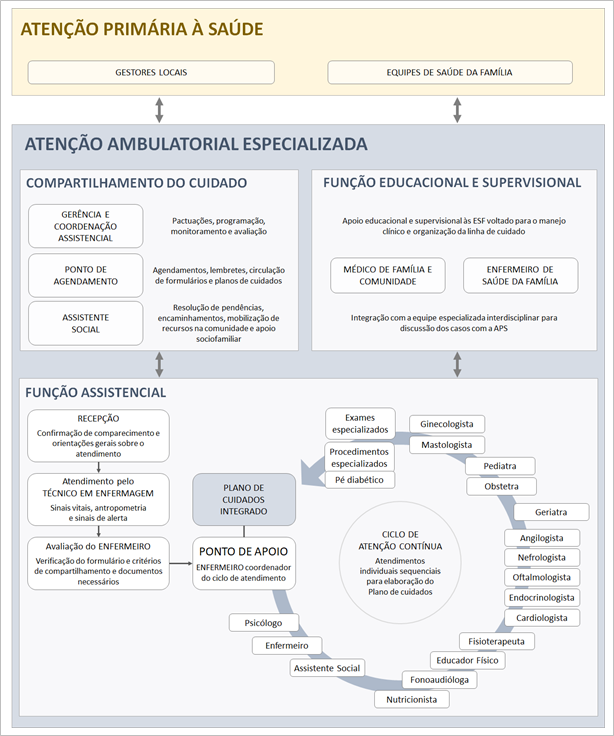 ATENÇÃO PRIMÁRIA À SAÚDE
GESTORES LOCAIS
EQUIPES DE SAÚDE DA FAMÍLIA
ATENÇÃO AMBULATORIAL ESPECIALIZADA
COMPARTILHAMENTO DO CUIDADO
GERÊNCIA E
COORDENAÇÃO
ASSISTENCIAL
Pactuações, programação,
monitoramento e avaliação
PONTO DE
AGENDAMENTO
Agendamentos, lembretes, circulação
de formulários e planos de cuidados
ASSISTENTE
SOCIAL
Resolução de pendências,
encaminhamentos, mobilização de
recursos na comunidade e apoio
sociofamiliar
FUNÇÃO EDUCACIONAL E SUPERVISIONAL
Apoio educacional e supervisional às ESF voltado para o manejo
clínico e organização da linha de cuidado
MÉDICO DE FAMÍLIA E
COMUNIDADE
ENFERMEIRO DE
SAÚDE DA FAMÍLIA
Integração com a equipe especializada interdisciplinar para
discussão dos casos com a APS
FUNÇÃO ASSISTENCIAL
RECEPÇÃO
Confirmação de comparecimento e
orientações gerais sobre o
atendimento
Atendimento pelo
TÉCNICO EM ENFERMAGEM
Sinais vitais, antropometria
e sinais de alerta
Avaliação do ENFERMEIRO
Verificação do formulário e critérios
de compartilhamento e documentos
necessários
PLANO DE
CUIDADOS
INTEGRADO
PONTO DE APOIO
ENFERMEIRO coordenador
do ciclo de atendimento
CICLO DE
ATENÇÃO CONTÍNUA
Atendimentos
individuais sequenciais
para elaboração do
Plano de cuidados
Exames
especializados
Procedimentos
especializados
Pé diabético
Ginecologista
Mastologista
Pediatra
Obstetra
Geriatra
Angilogista
Nefrologista
Oftalmologista
Endocrinologista
Cardiologista
Fisioterapeuta
Educador Físico
Fonoaudióloga
Nutricionista
Assistente Social
Enfermeiro
Psicólogo